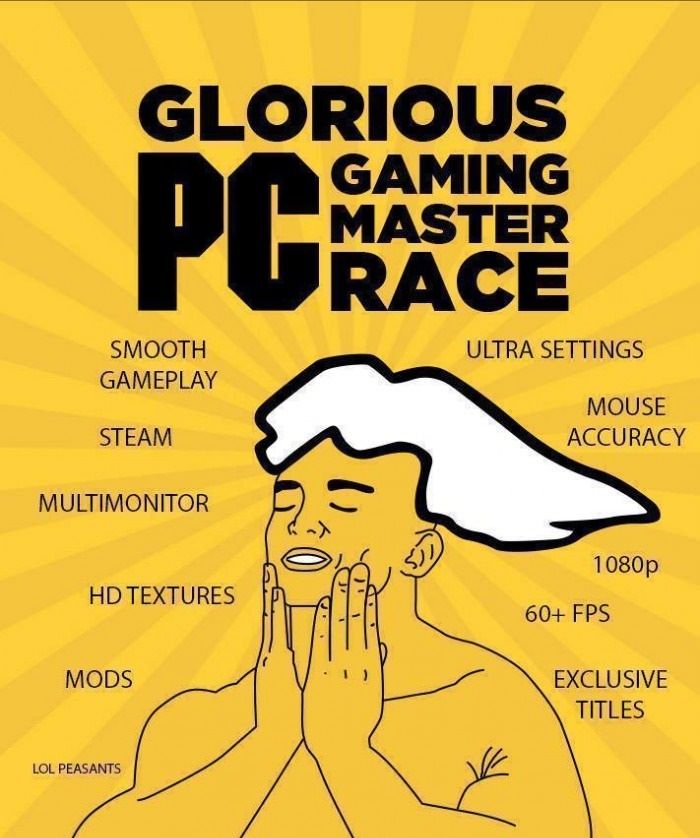 GLORIOUS
PC
GAMING
MASTER
RACE
SMOOTH
GAMEPLAY
ULTRA SETTINGS
STEAM
MOUSE
ACCURACY
MULTIMONITOR
1080p
HD TEXTURES
60+ FPS
MODS
EXCLUSIVE
TITLES
LOL PEASANTS